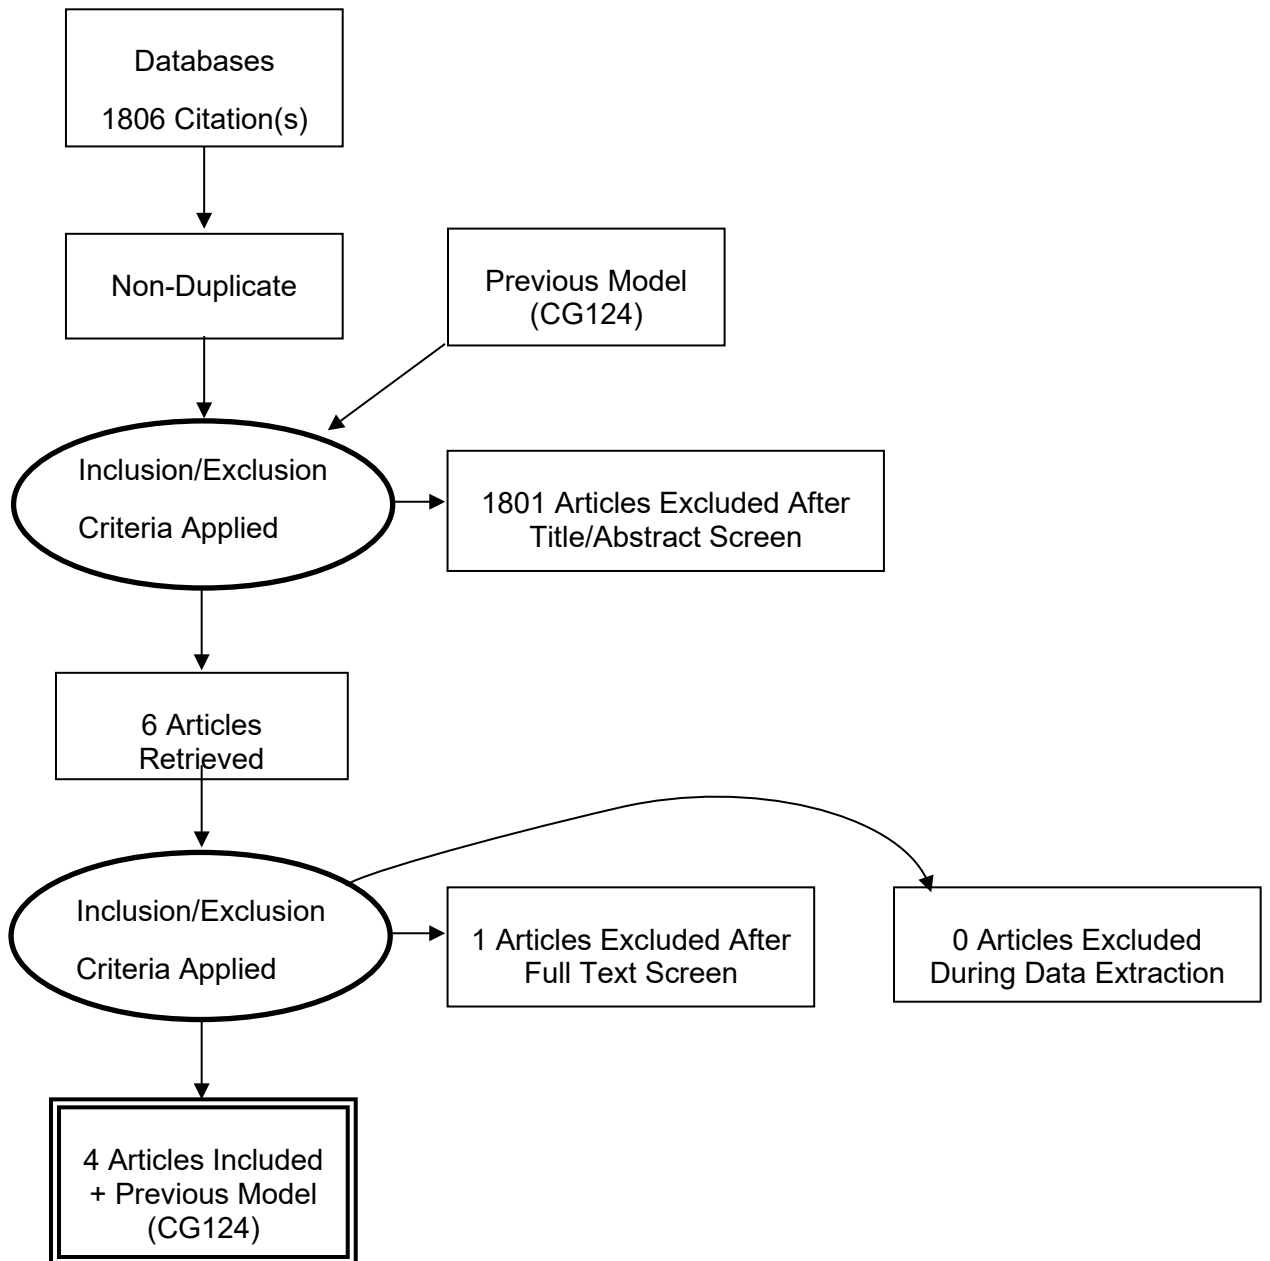 Databases
1806 Citation(s)
Non-Duplicate
Previous Model
(CG124)
Inclusion/Exclusion
Criteria Applied
1801 Articles Excluded After
Title/Abstract Screen
6 Articles
Retrieved
Inclusion/Exclusion
Criteria Applied
1 Articles Excluded After
Full Text Screen
0 Articles Excluded
During Data Extraction
4 Articles Included
+ Previous Model
(CG124)